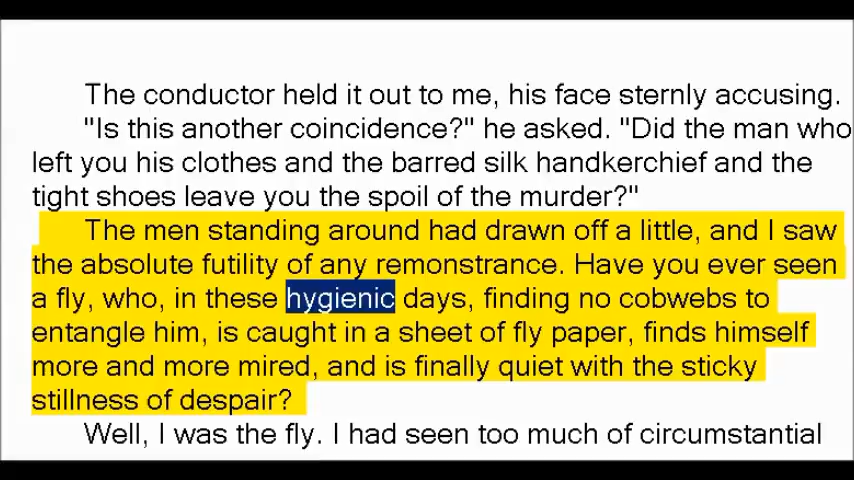 The conductor held it out to me, his face sternly accusing.
"Is this another coincidence?" he asked. "Did the man who
left you his clothes and the barred silk handkerchief and the
tight shoes leave you the spoil of the murder?"
The men standing around had drawn off a little, and I saw
the absolute futility of any remonstrance. Have you ever seen
a fly, who, in these hygienic days, finding no cobwebs to
entangle him, is caught in a sheet of fly paper, finds himself
more and more mired, and is finally quiet with the sticky
stillness of despair?
Well, I was the fly. I had seen too much of circumstantial